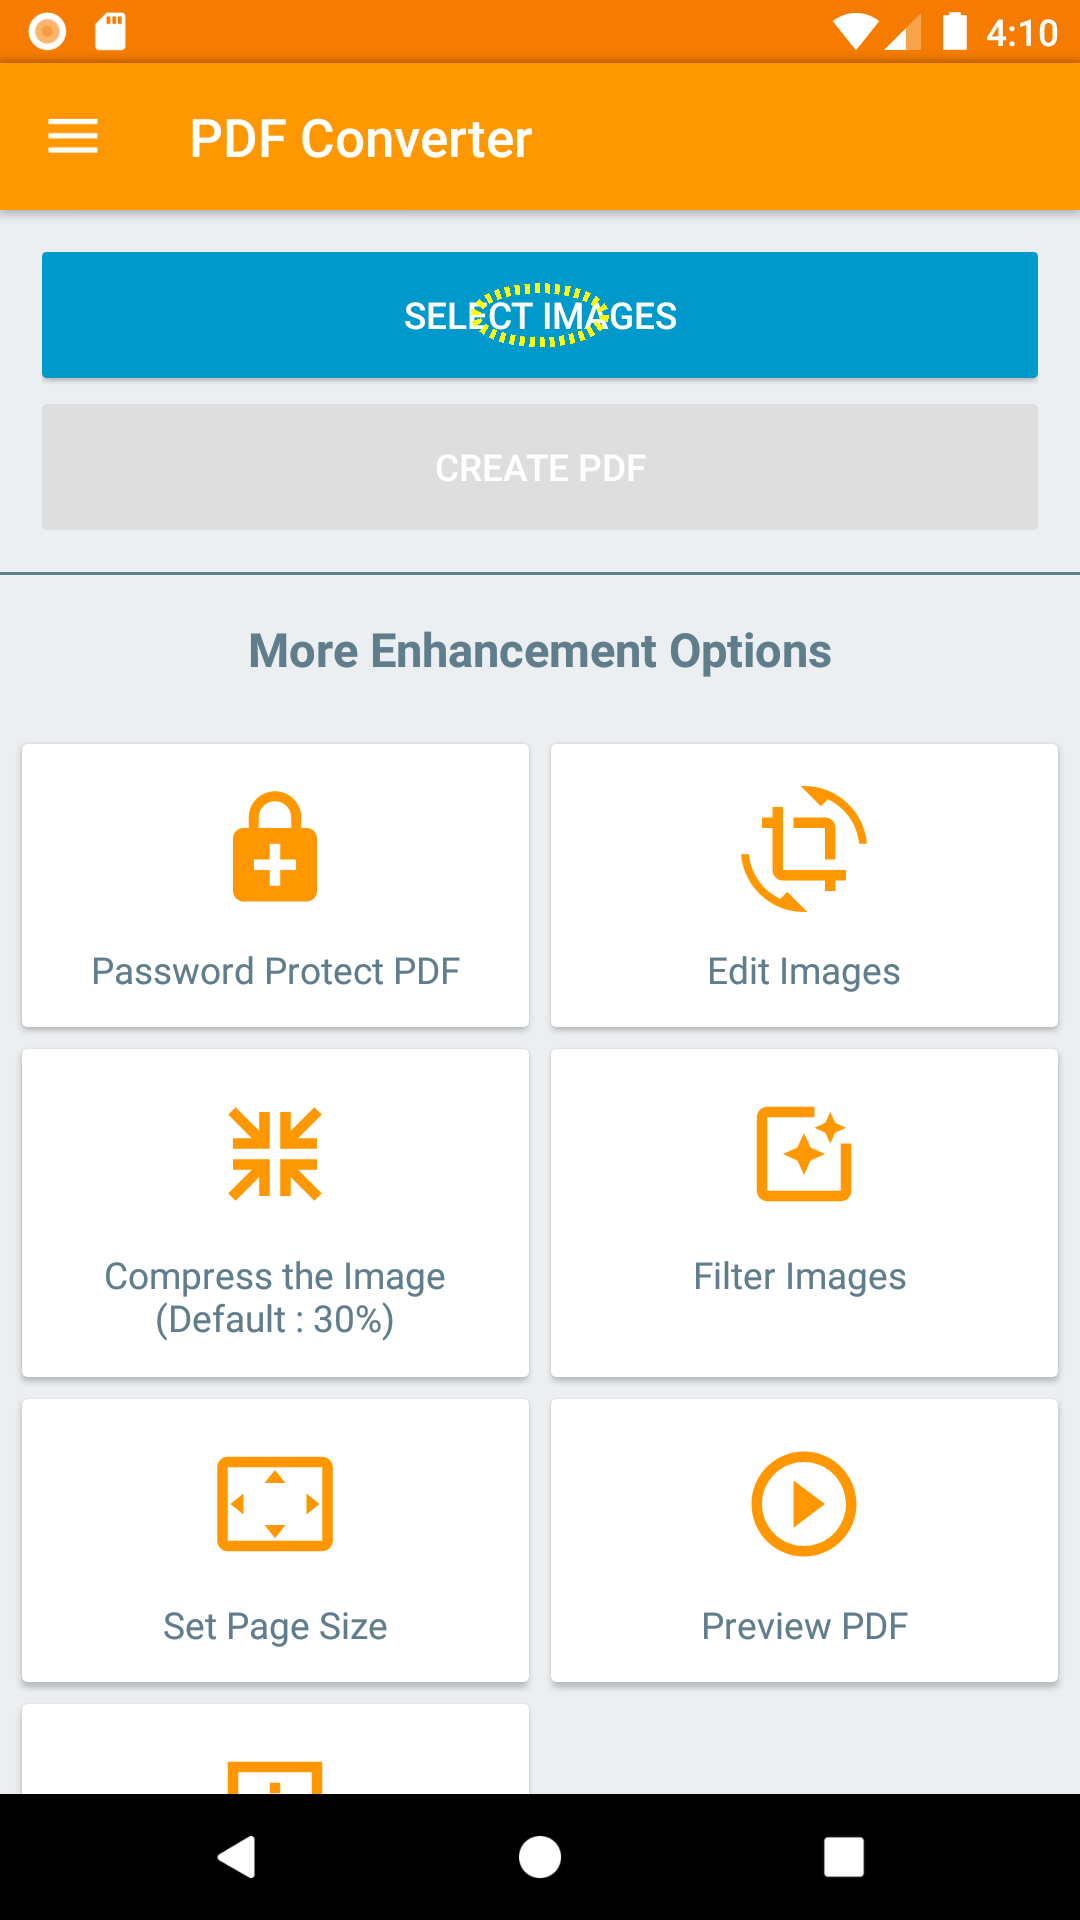 4:10
PDF Converter
SELECT IMAGES
CREATE PDF
More Enhancement Options
Password Protect PDF
Edit Images
Compress the Image
(Default : 30%)
Filter Images
Set Page Size
Preview PDF